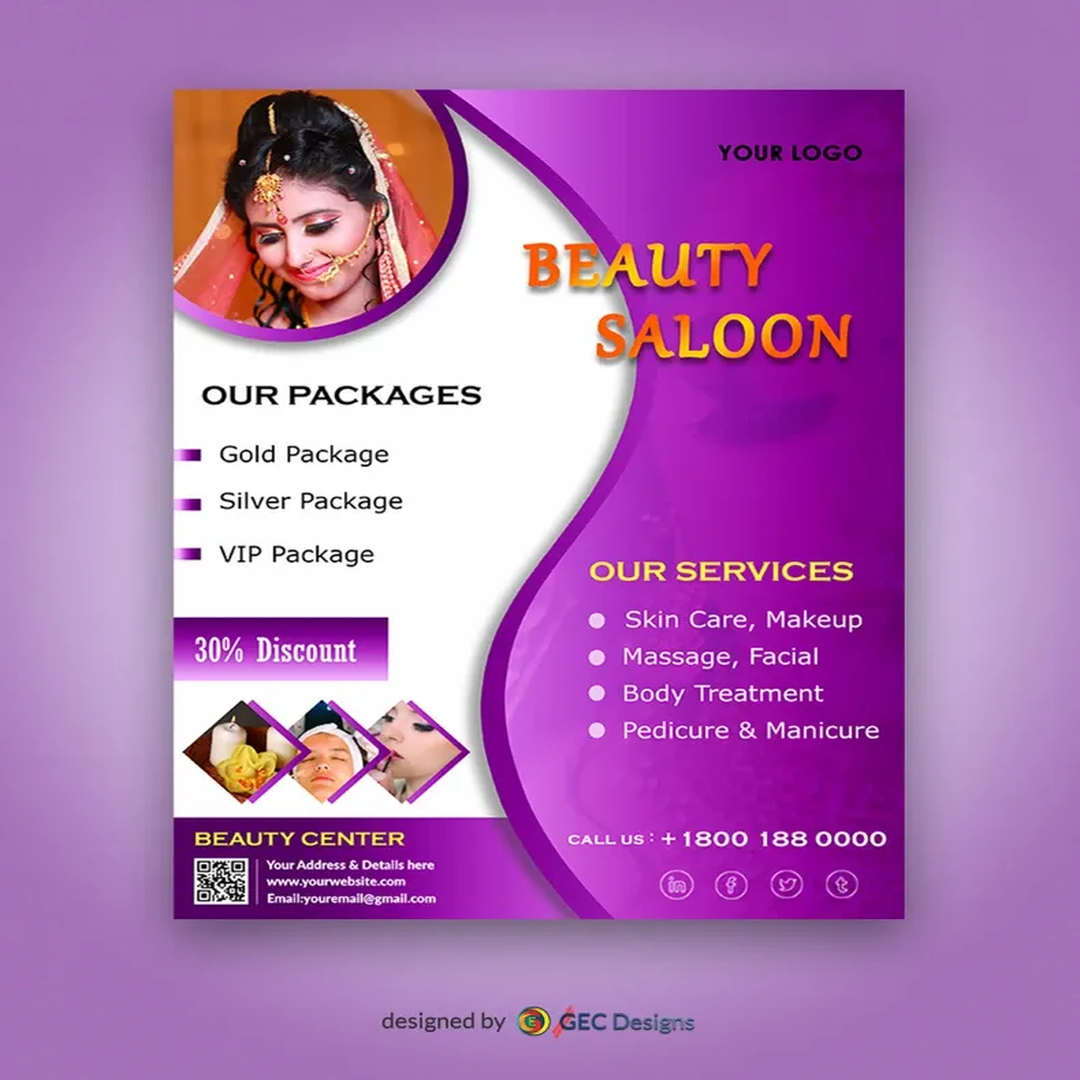 YOUR LOGO
BEAUTY
SALOON
OUR PACKAGES
Gold Package
Silver Package
VIP Package
30% Discount
OUR SERVICES
Skin Care, Makeup
Massage, Facial
Body Treatment
Pedicure & Manicure
BEAUTY CENTER
Your Address & Details here
www.yourwebsite.com
Email:youremail@gmail.com
CALL US : +1800 188 0000
designed by GEC Designs